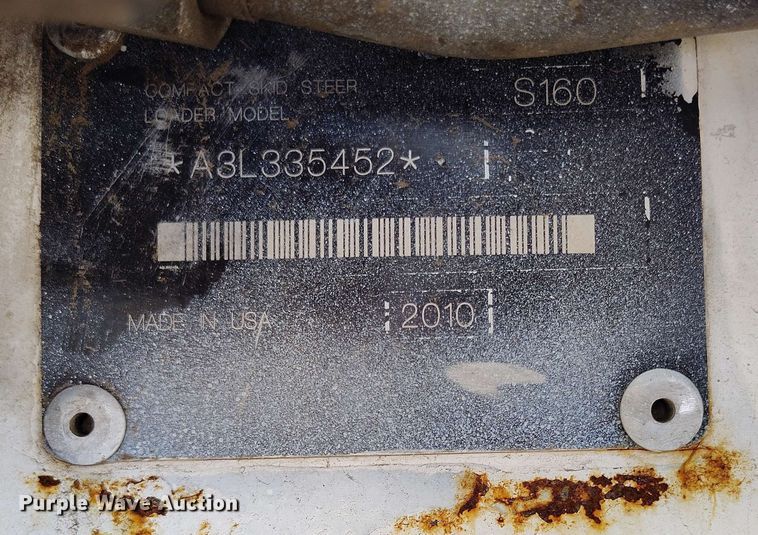 COMPACT SKID STEER
LOADER MODEL
S160
*A3L335452*
MADE IN USA
2010
Purple Wave Auction